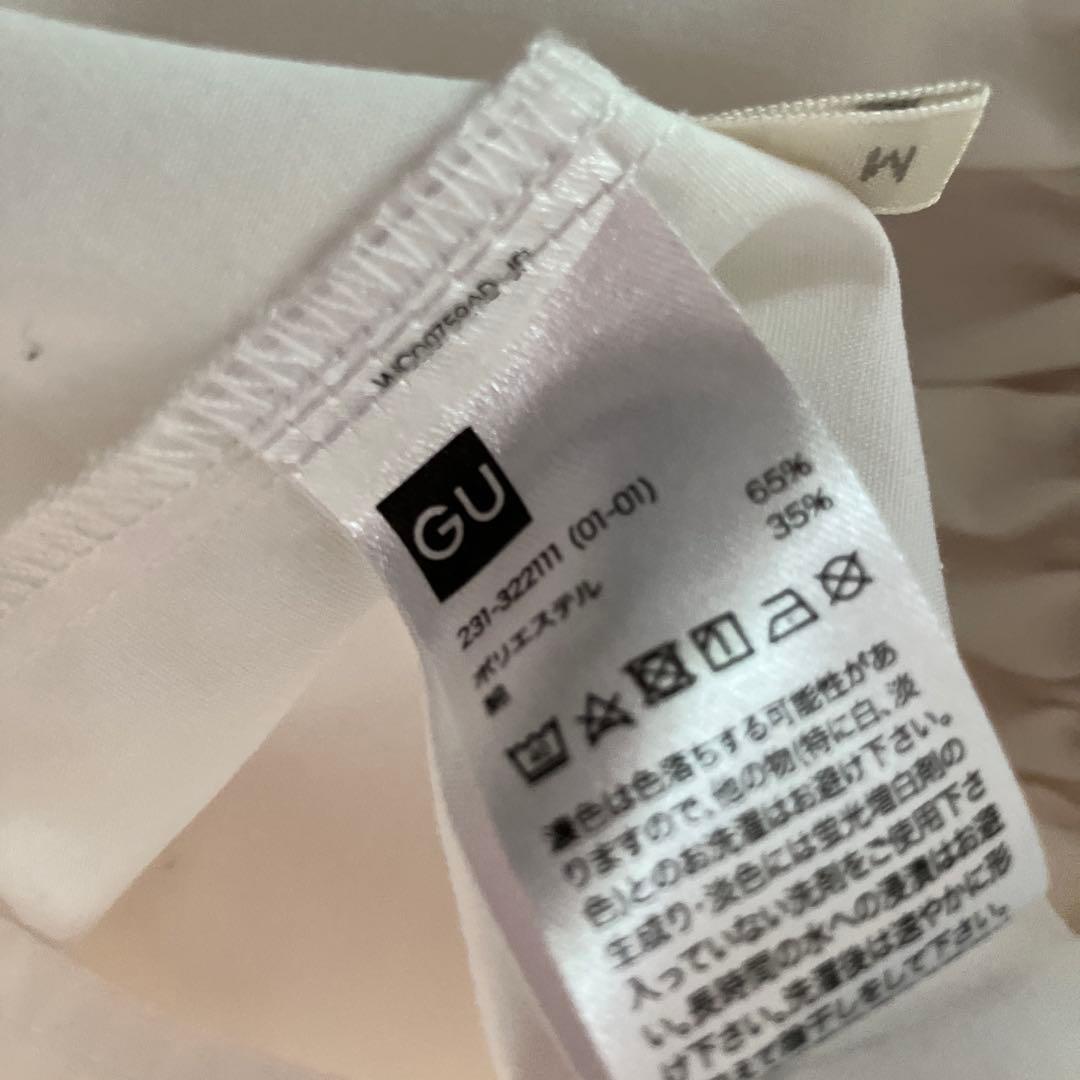 M
GU
231-322111 (01-01)
ポリエステル 65%
綿 35%
濃色は色落ちする可能性があ
りますので、他の物(特に白、淡
色)とのお洗濯はお避け下さい。
生成り・淡色には蛍光増白剤の
入っていない洗剤をご使用下さ
い。長時間の水への浸漬はお避
け下さい。洗濯後は速やかに形